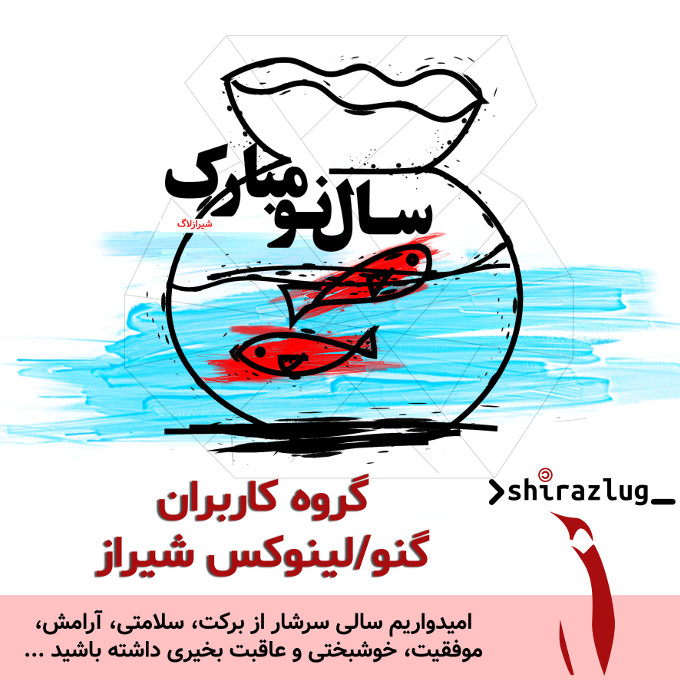 سال نو مبارک
شیرازلاگ
shirazlug_
گروه کاربران
گنو/لینوکس شیراز
امیدواریم سالی سرشار از برکت، سلامتی، آرامش،
موفقیت، خوشبختی و عاقبت بخیری داشته باشید ...